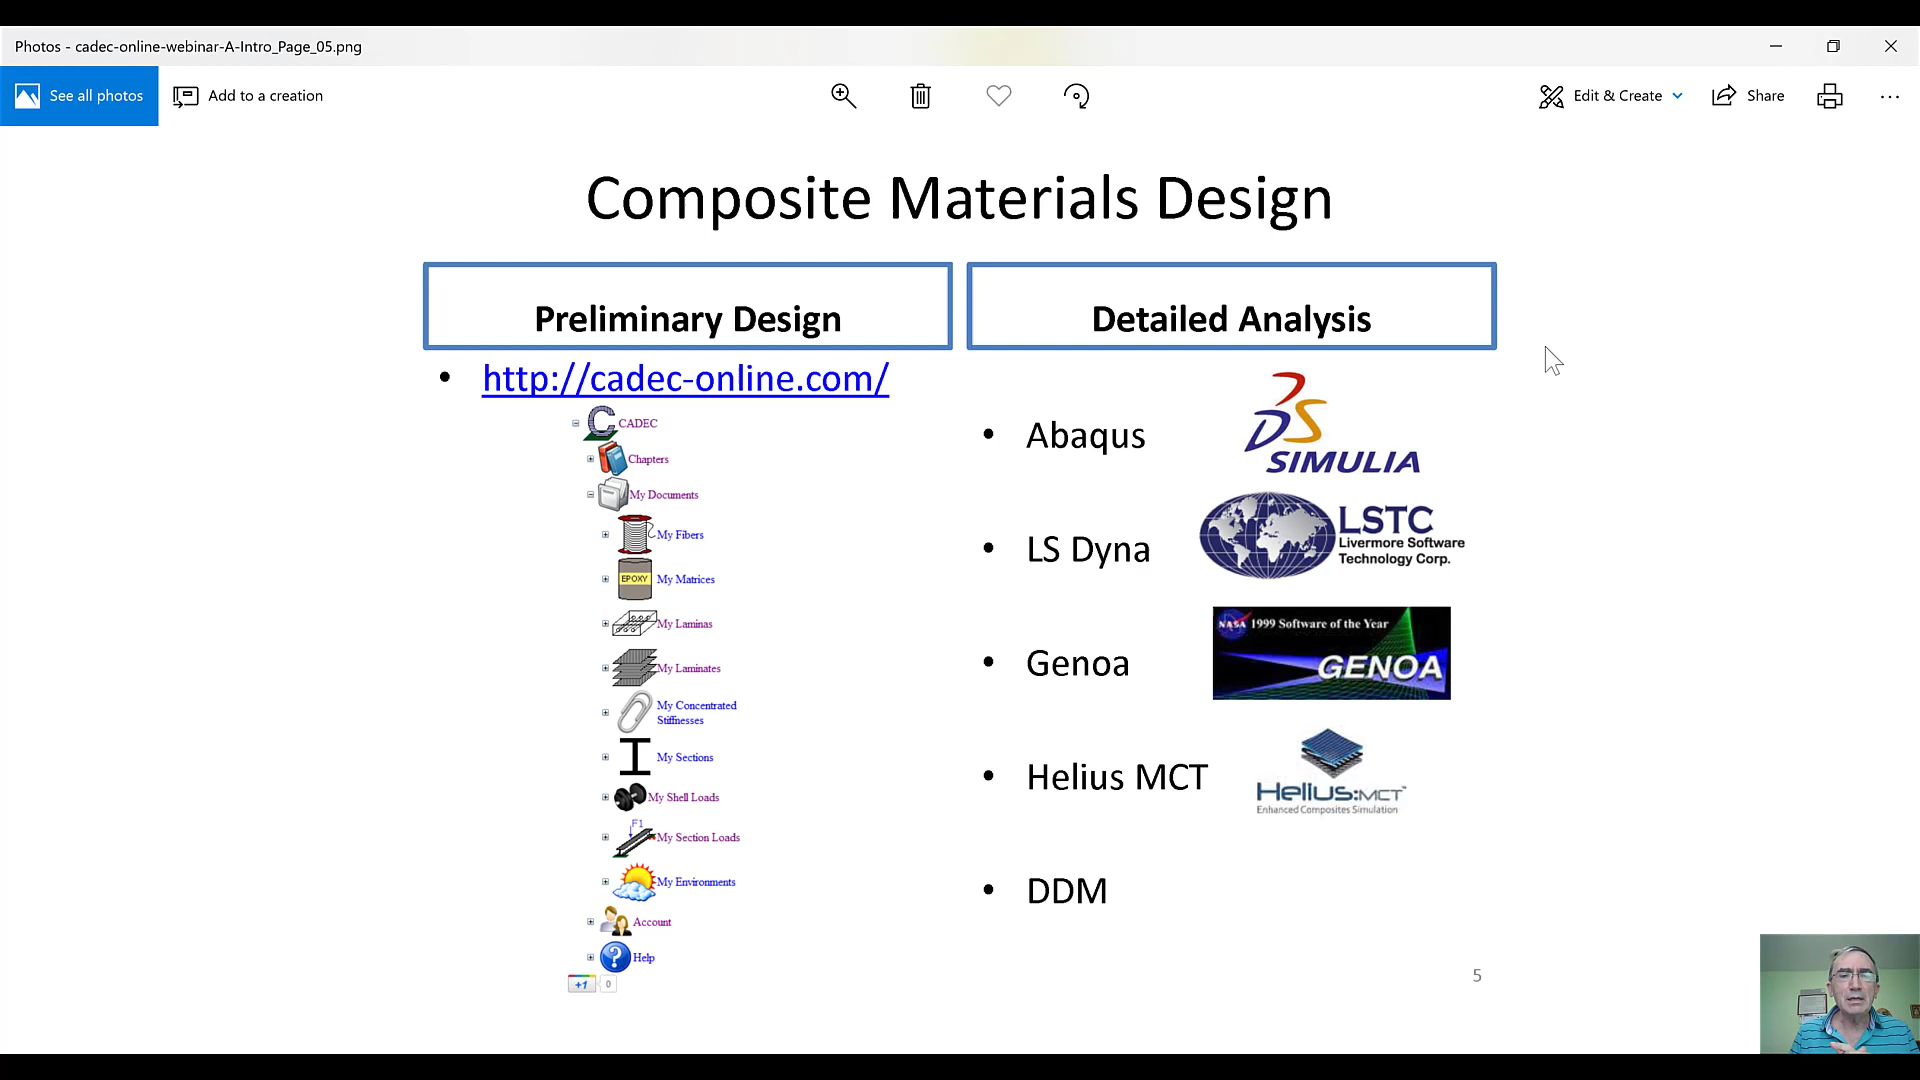 Photos - cadec-online-webinar-A-Intro_Page_05.png
See all photos
Add to a creation
Edit & Create
Share
Composite Materials Design
Preliminary Design
Detailed Analysis
• http://cadec-online.com/
CADEC
Chapters
My Documents
My Fibers
EPOXY
My Matrices
My Laminas
My Laminates
My Concentrated
Stiffnesses
My Sections
My Shell Loads
F1
My Section Loads
My Environments
Account
? Help
+1 0
• Abaqus
DS
SIMULIA
• LS Dyna
LSTC
Livermore Software
Technology Corp.
• Genoa
NASA 1999 Software of the Year
GENOA
• Helius MCT
Helius:MCT™
Enhanced Composites Simulation
• DDM
5